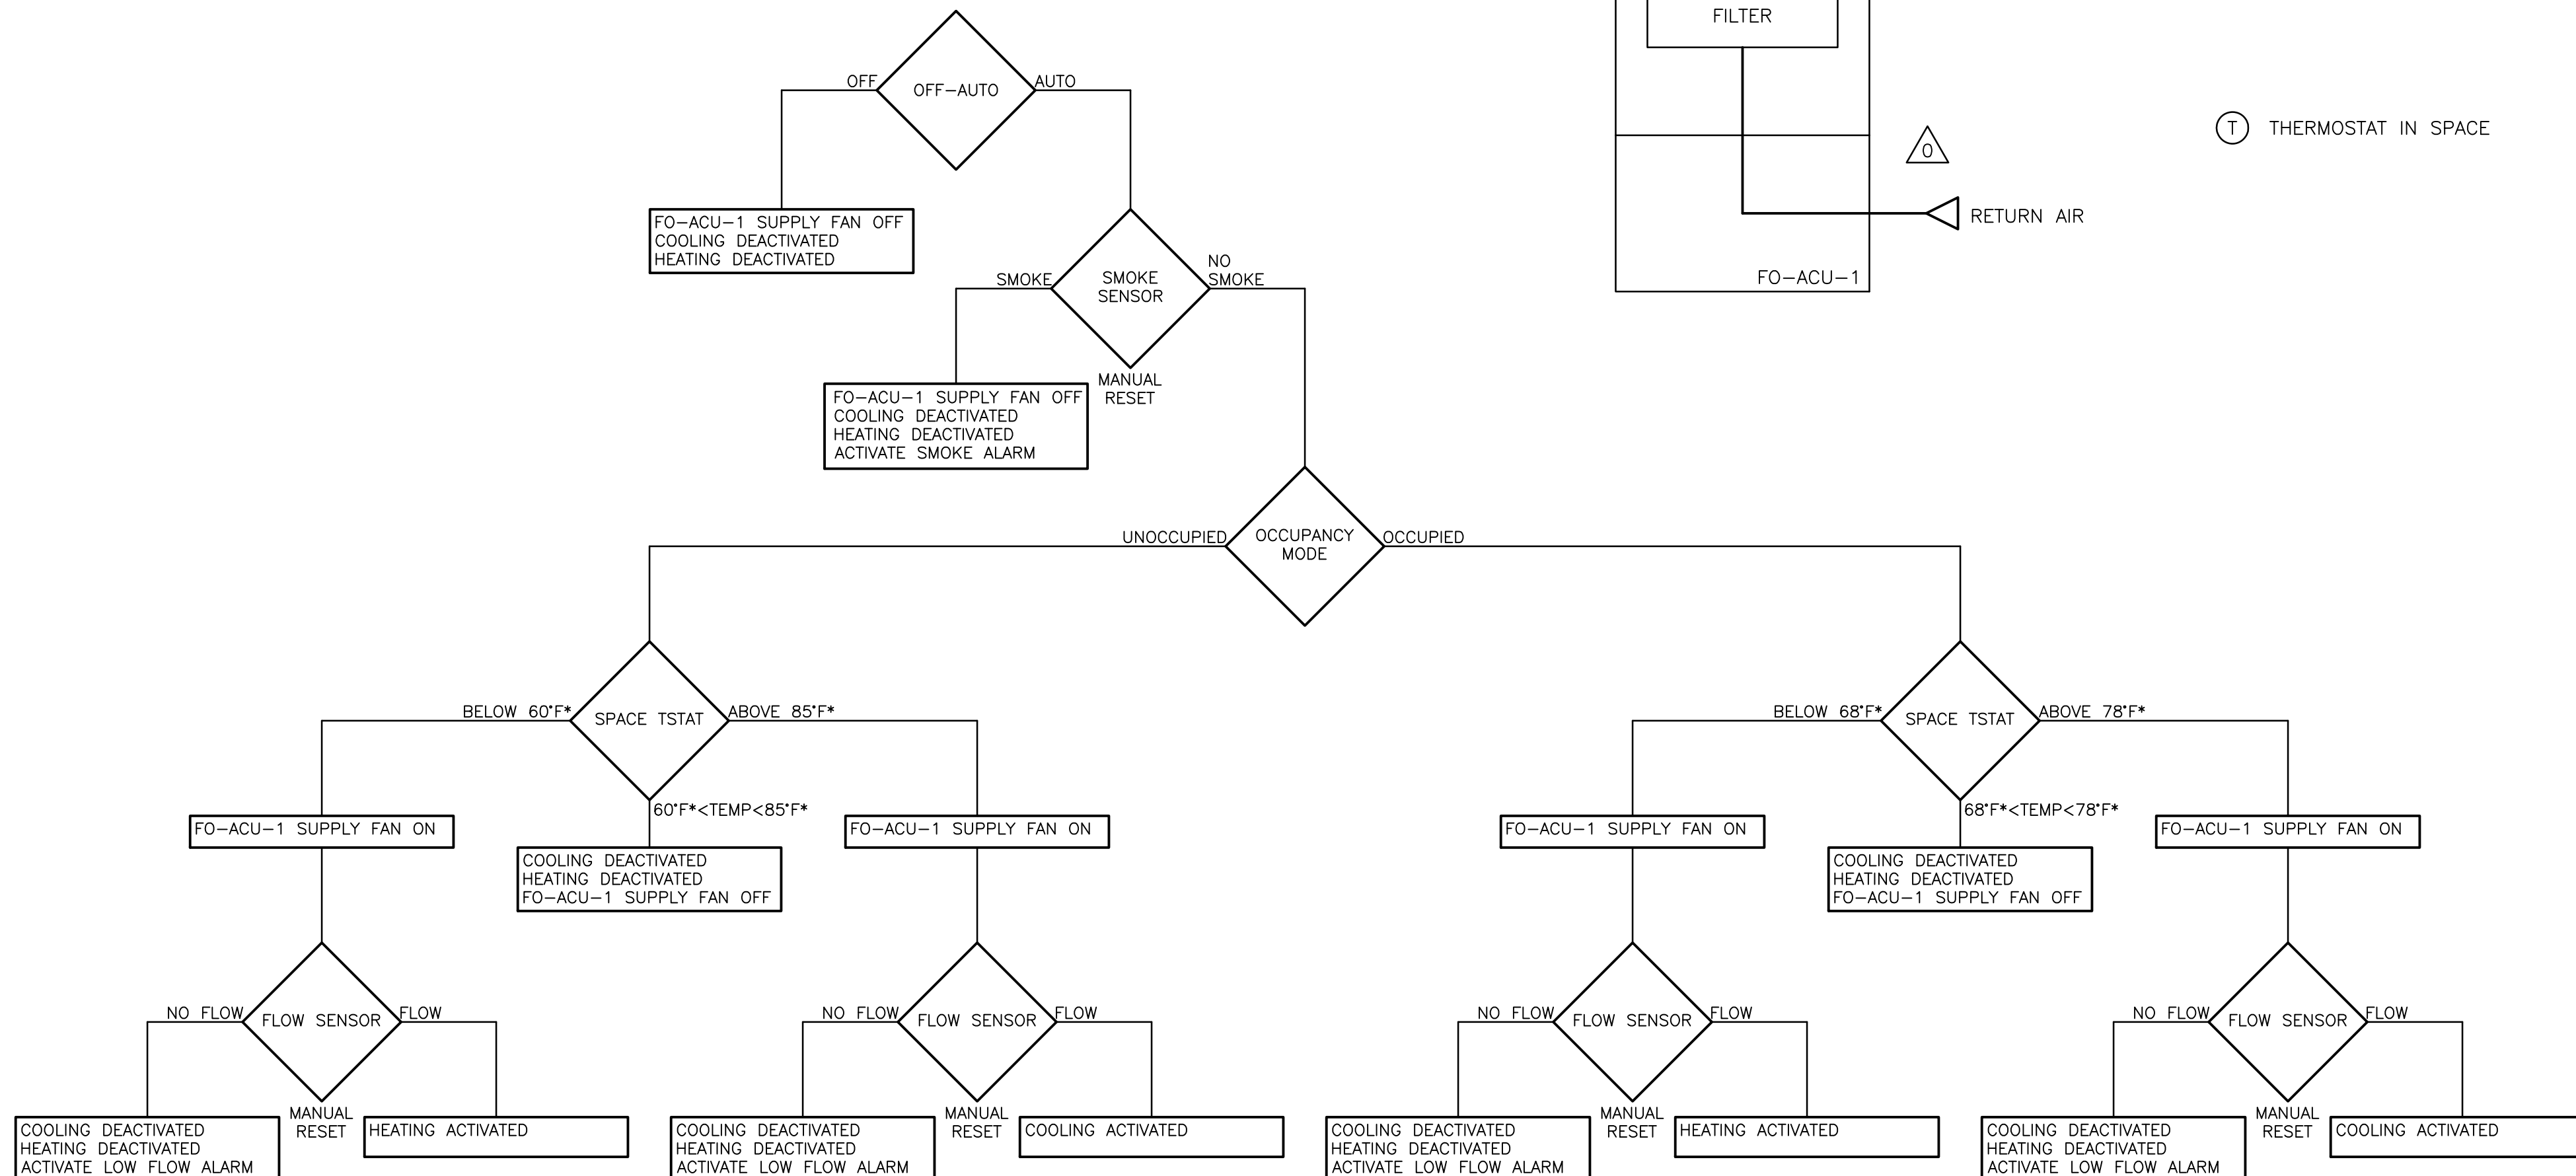 FILTER
OFF
OFF-AUTO
AUTO
T THERMOSTAT IN SPACE
0
RETURN AIR
FO-ACU-1 SUPPLY FAN OFF
COOLING DEACTIVATED
HEATING DEACTIVATED
FO-ACU-1
SMOKE
SMOKE
SENSOR
NO
SMOKE
MANUAL
RESET
FO-ACU-1 SUPPLY FAN OFF
COOLING DEACTIVATED
HEATING DEACTIVATED
ACTIVATE SMOKE ALARM
UNOCCUPIED
OCCUPANCY
MODE
OCCUPIED
BELOW 60°F*
SPACE TSTAT
ABOVE 85°F*
60°F*<TEMP<85°F*
BELOW 68°F*
SPACE TSTAT
ABOVE 78°F*
68°F*<TEMP<78°F*
FO-ACU-1 SUPPLY FAN ON
COOLING DEACTIVATED
HEATING DEACTIVATED
FO-ACU-1 SUPPLY FAN OFF
FO-ACU-1 SUPPLY FAN ON
FO-ACU-1 SUPPLY FAN ON
COOLING DEACTIVATED
HEATING DEACTIVATED
FO-ACU-1 SUPPLY FAN OFF
FO-ACU-1 SUPPLY FAN ON
NO FLOW
FLOW SENSOR
FLOW
NO FLOW
FLOW SENSOR
FLOW
NO FLOW
FLOW SENSOR
FLOW
NO FLOW
FLOW SENSOR
FLOW
COOLING DEACTIVATED
HEATING DEACTIVATED
ACTIVATE LOW FLOW ALARM
MANUAL
RESET
HEATING ACTIVATED
COOLING DEACTIVATED
HEATING DEACTIVATED
ACTIVATE LOW FLOW ALARM
MANUAL
RESET
COOLING ACTIVATED
COOLING DEACTIVATED
HEATING DEACTIVATED
ACTIVATE LOW FLOW ALARM
MANUAL
RESET
HEATING ACTIVATED
COOLING DEACTIVATED
HEATING DEACTIVATED
ACTIVATE LOW FLOW ALARM
MANUAL
RESET
COOLING ACTIVATED